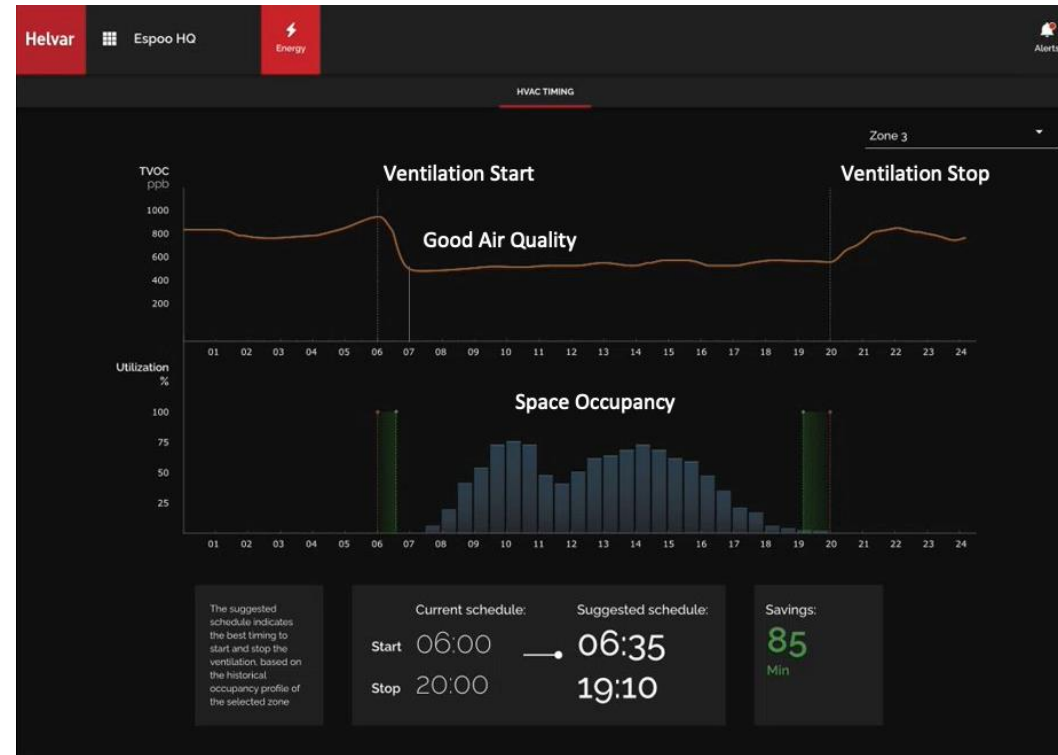 Helvar
Espoo HQ
Energy
Alerts
HVAC TIMING
Zone 3
TVOC
ppb
Ventilation Start
Ventilation Stop
1000
800
600
400
200
Good Air Quality
01 02 03 04 05 06 07 08 09 10 11 12 13 14 15 16 17 18 19 20 21 22 23 24
Utilization
%
Space Occupancy
100
75
50
25
01 02 03 04 05 06 07 08 09 10 11 12 13 14 15 16 17 18 19 20 21 22 23 24
The suggested
schedule indicates
the best timing to
start and stop the
ventilation, based on
the historical
occupancy profile of
the selected zone
Current schedule: Suggested schedule:
Start 06:00 06:35
Stop 20:00 19:10
Savings:
85
Min